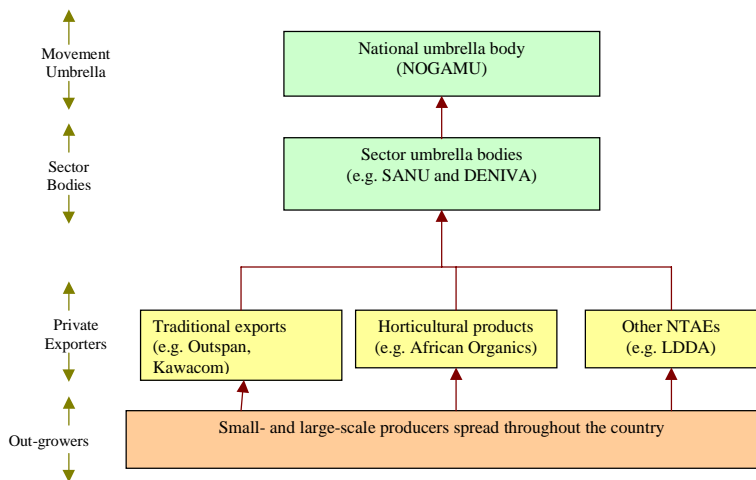 Movement
Umbrella
National umbrella body
(NOGAMU)
Sector
Bodies
Sector umbrella bodies
(e.g. SANU and DENIVA)
Private
Exporters
Traditional exports
(e.g. Outspan,
Kawacom)
Horticultural products
(e.g. African Organics)
Other NTAEs
(e.g. LDDA)
Out-growers
Small- and large-scale producers spread throughout the country